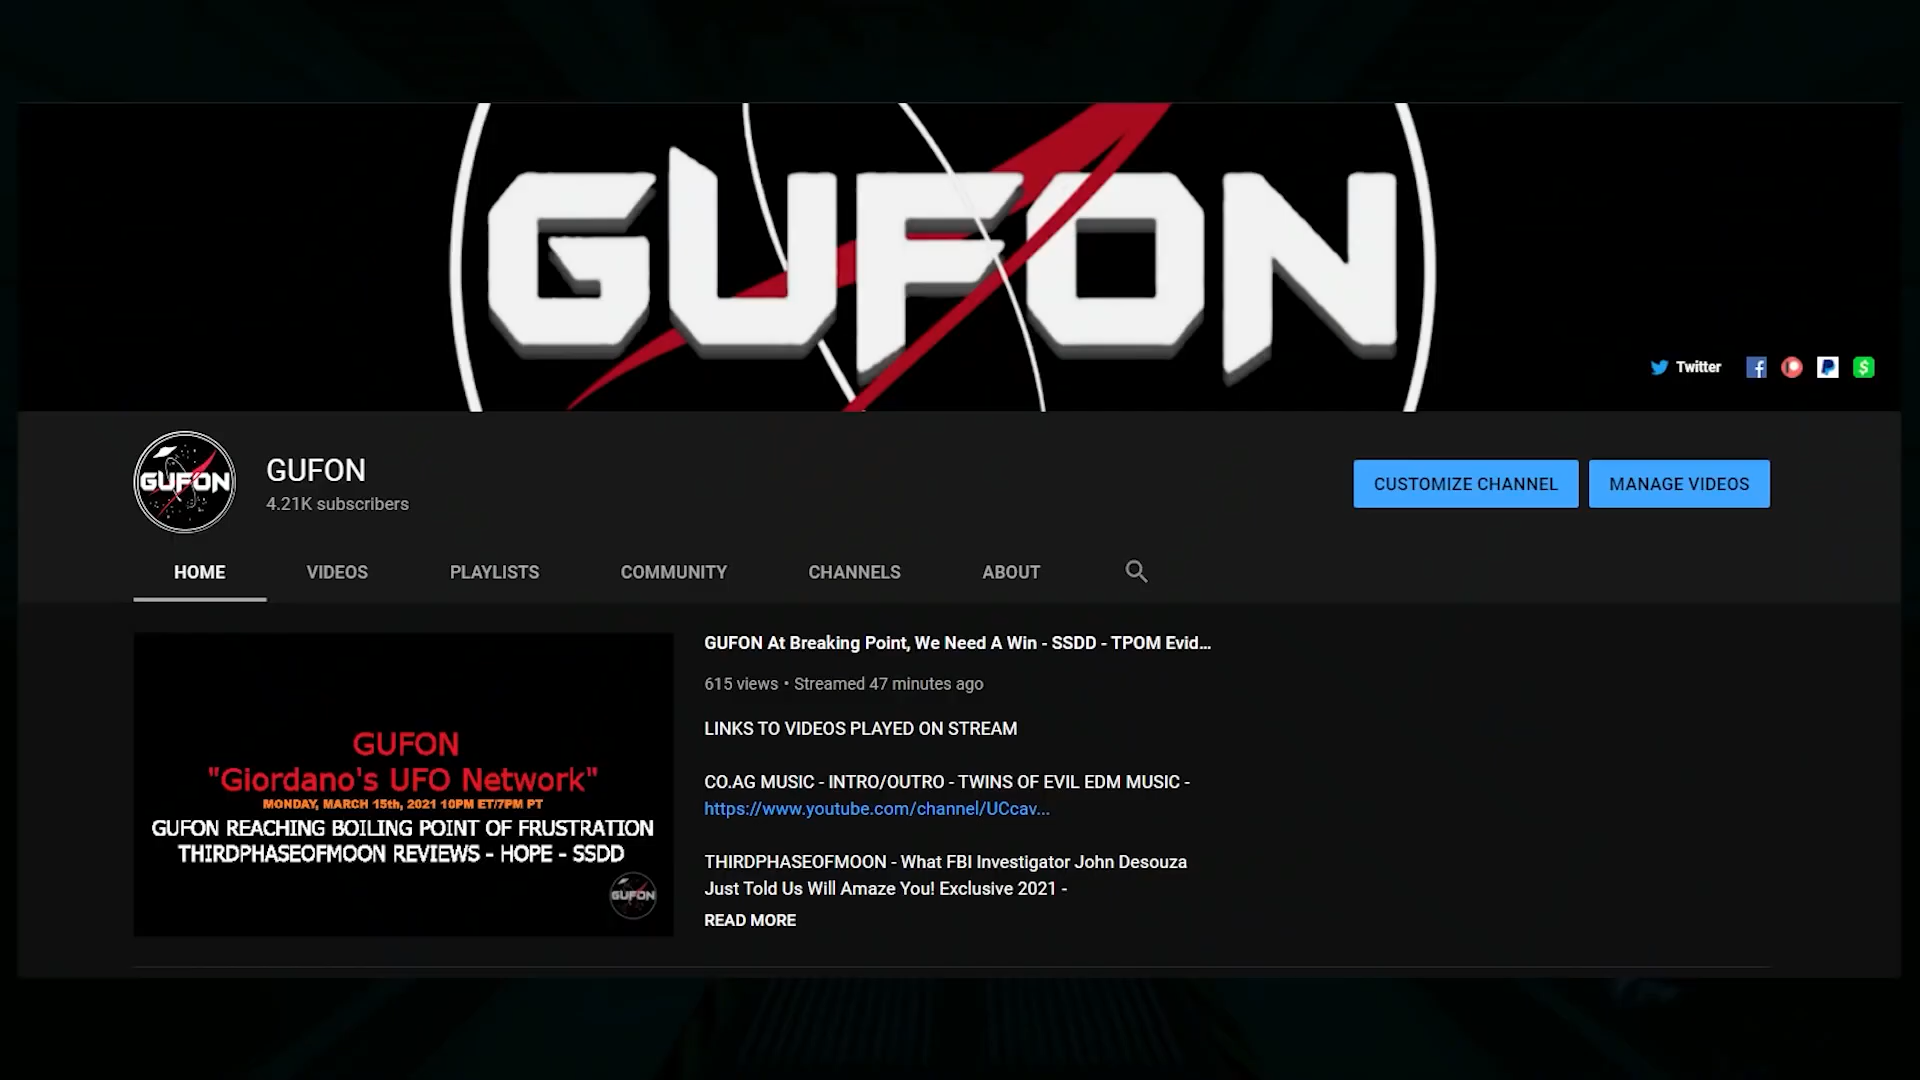 GUFON
Twitter
GUFON
GUFON
4.21K subscribers
CUSTOMIZE CHANNEL
MANAGE VIDEOS
HOME
VIDEOS
PLAYLISTS
COMMUNITY
CHANNELS
ABOUT
GUFON
"Giordano's UFO Network"
MONDAY, MARCH 15th, 2021 10PM ET/7PM PT
GUFON REACHING BOILING POINT OF FRUSTRATION
THIRDPHASEOFMOON REVIEWS - HOPE - SSDD
GUFON
GUFON At Breaking Point, We Need A Win - SSDD - TPOM Evid...
615 views • Streamed 47 minutes ago
LINKS TO VIDEOS PLAYED ON STREAM
CO.AG MUSIC - INTRO/OUTRO - TWINS OF EVIL EDM MUSIC -
https://www.youtube.com/channel/UCcav...
THIRDPHASEOFMOON - What FBI Investigator John Desouza
Just Told Us Will Amaze You! Exclusive 2021 -
READ MORE